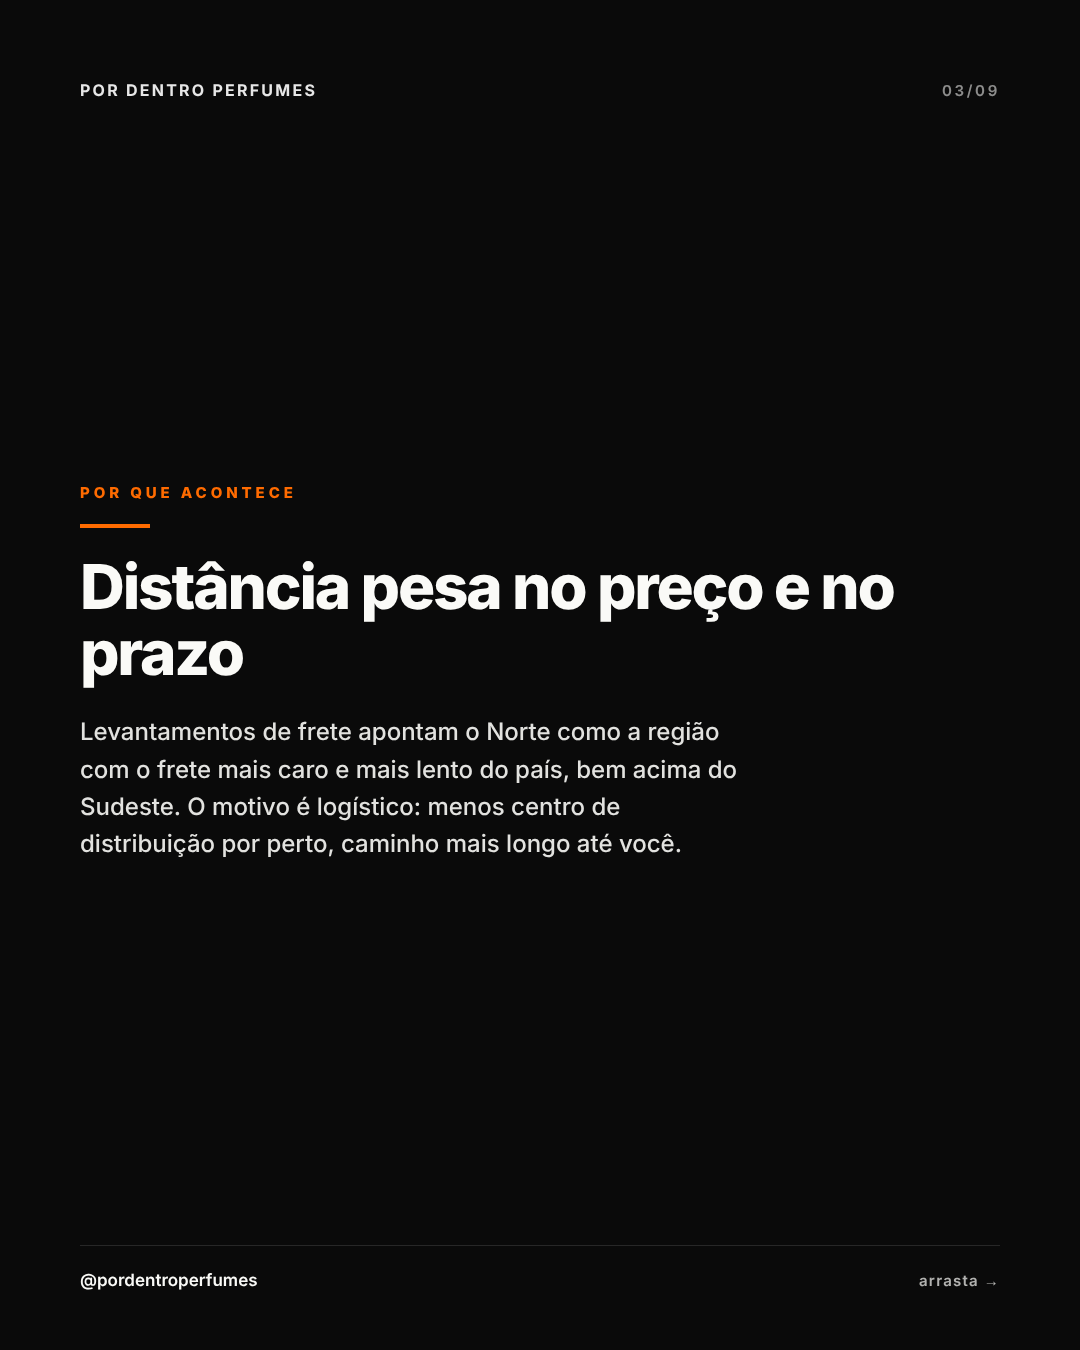 POR DENTRO PERFUMES
03/09
POR QUE ACONTECE
Distância pesa no preço e no
prazo
Levantamentos de frete apontam o Norte como a região
com o frete mais caro e mais lento do país, bem acima do
Sudeste. O motivo é logístico: menos centro de
distribuição por perto, caminho mais longo até você.
@pordentroperfumes
arrasta →